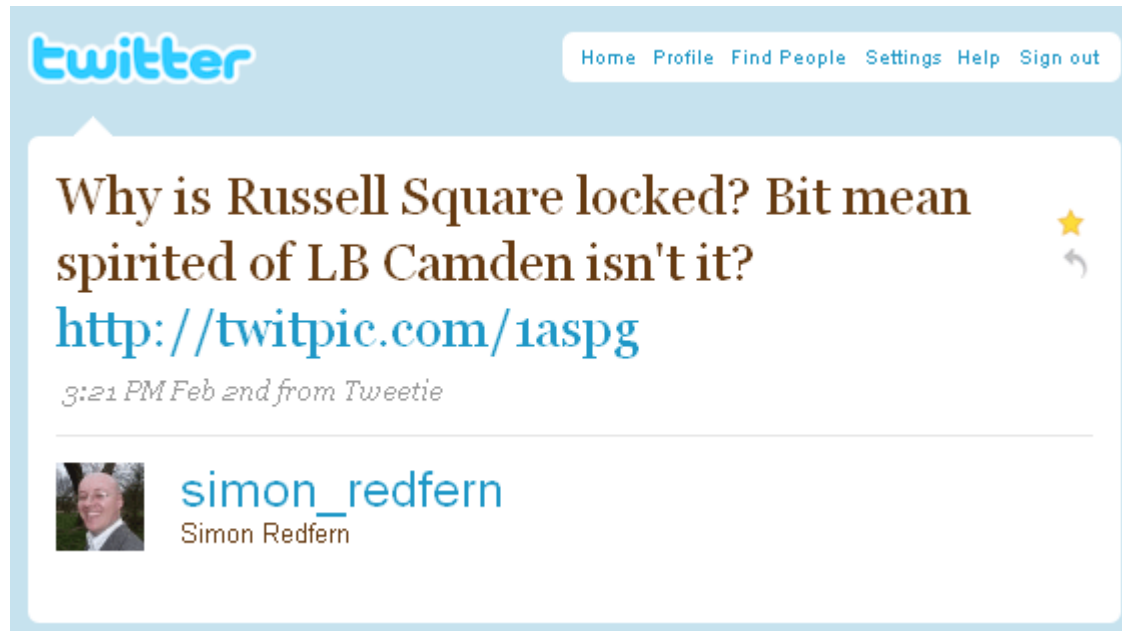 twitter
Home Profile Find People Settings Help Sign out
Why is Russell Square locked? Bit mean
spirited of LB Camden isn't it?
http://twitpic.com/1aspg
3:21 PM Feb 2nd from Tweetie
simon_redfern
Simon Redfern